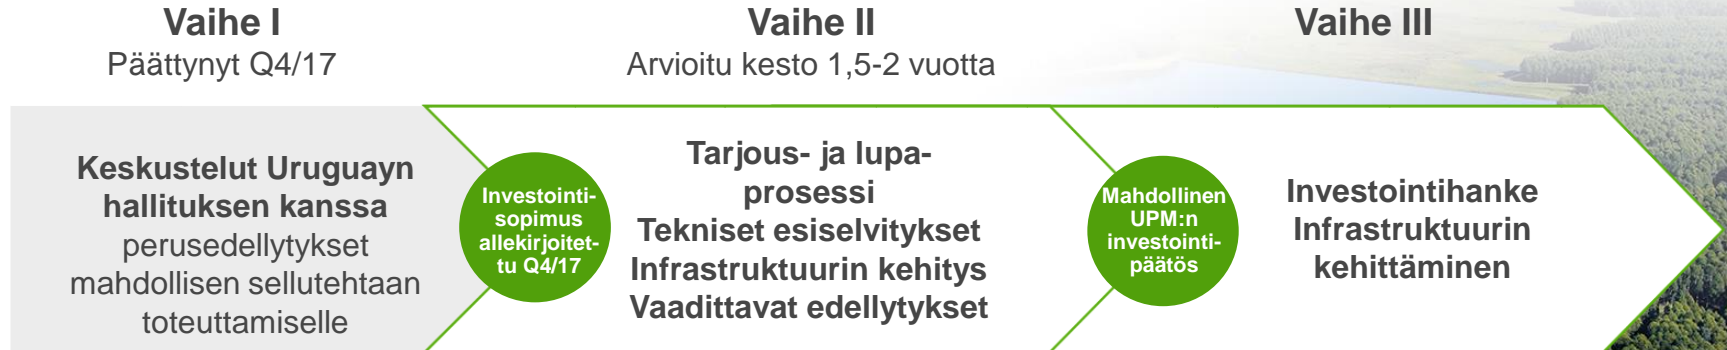 Vaihe I
Päättynyt Q4/17
Vaihe II
Arvioitu kesto 1,5-2 vuotta
Vaihe III
Keskustelut Uruguayn
hallituksen kanssa
perusedellytykset
mahdollisen sellutehtaan
toteuttamiselle
Investointi-
sopimus
allekirjoitet-
tu Q4/17
Tarjous- ja lupa-
prosessi
Tekniset esiselvitykset
Infrastruktuurin kehitys
Vaadittavat edellytykset
Mahdollinen
UPM:n
investointi-
päätös
Investointihanke
Infrastruktuurin
kehittäminen